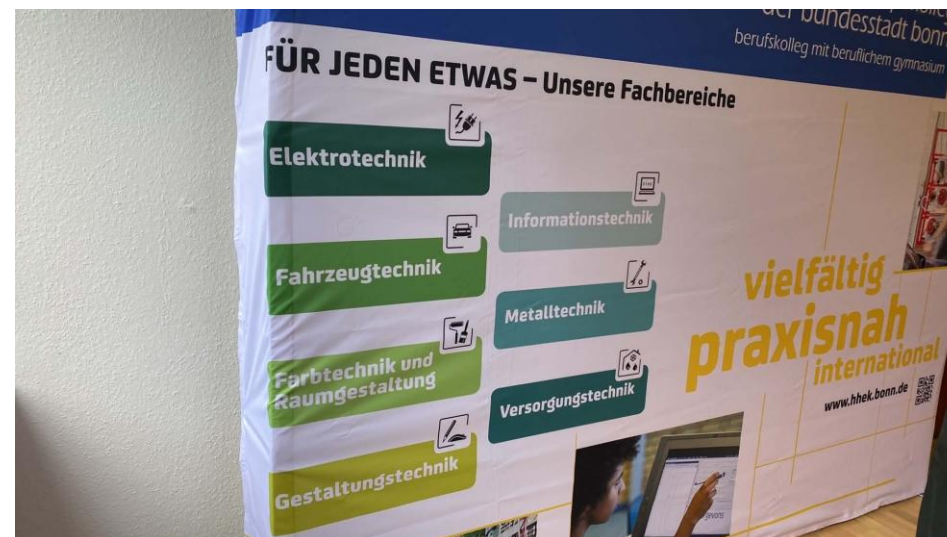 der bundesstadt bonn
berufskolleg mit beruflichem gymnasium
FÜR JEDEN ETWAS – Unsere Fachbereiche
Elektrotechnik
Fahrzeugtechnik
Farbtechnik und
Raumgestaltung
Gestaltungstechnik
Informationstechnik
Metalltechnik
Versorgungstechnik
vielfältig
praxisnah
international
www.hhek.bonn.de